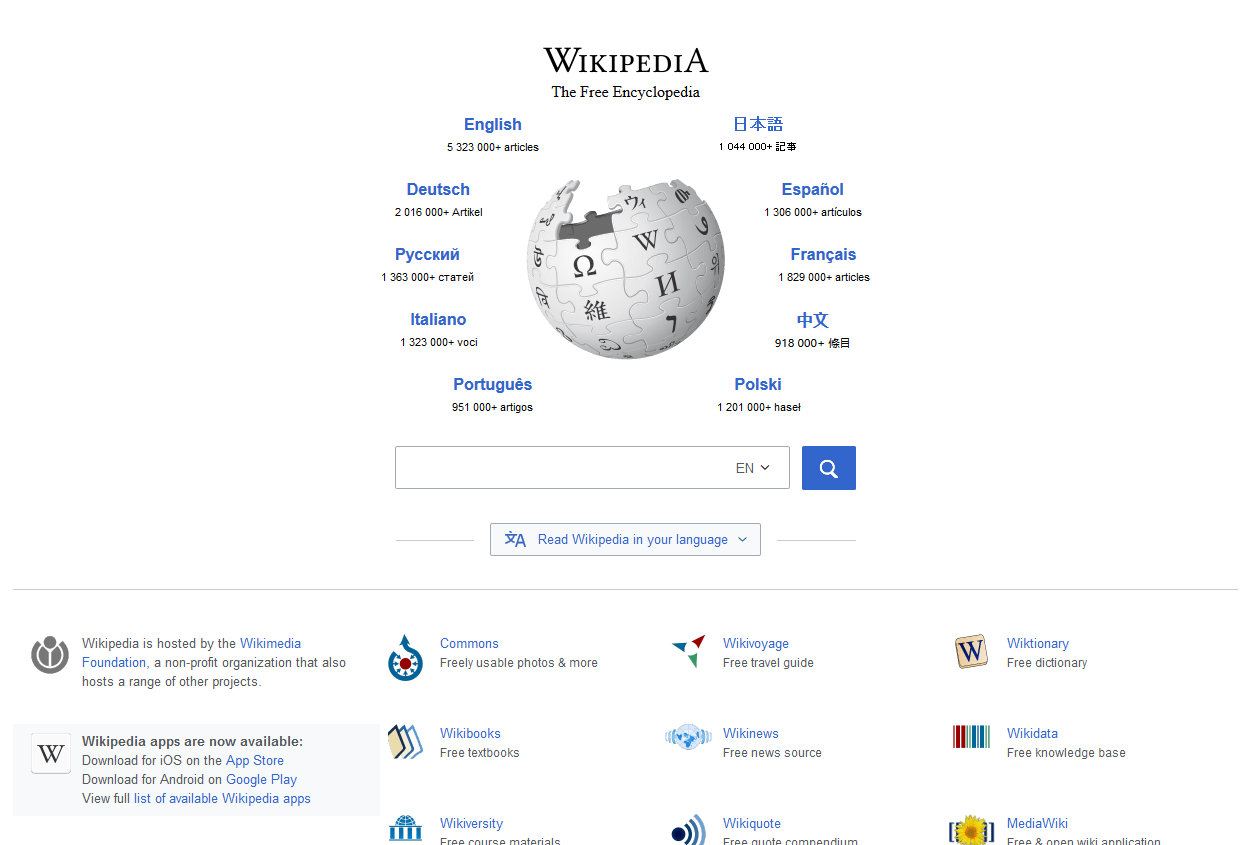 WIKIPEDIA
The Free Encyclopedia
English
5 323 000+ articles
日本語
1 044 000+ 記事
Deutsch
2 016 000+ Artikel
Español
1 306 000+ artículos
Русский
1 363 000+ статей
Français
1 829 000+ articles
Italiano
1 323 000+ voci
中文
918 000+ 條目
Português
951 000+ artigos
Polski
1 201 000+ haseł
Ω
W
И
維
ウィ
7
EN
文A Read Wikipedia in your language
Wikipedia is hosted by the Wikimedia
Foundation, a non-profit organization that also
hosts a range of other projects.
W
Wikipedia apps are now available:
Download for iOS on the App Store
Download for Android on Google Play
View full list of available Wikipedia apps
Commons
Freely usable photos & more
Wikivoyage
Free travel guide
W
Wiktionary
Free dictionary
Wikibooks
Free textbooks
Wikinews
Free news source
Wikidata
Free knowledge base
Wikiversity
Free course materials
Wikiquote
Free quote compendium
MediaWiki
Free & open wiki application